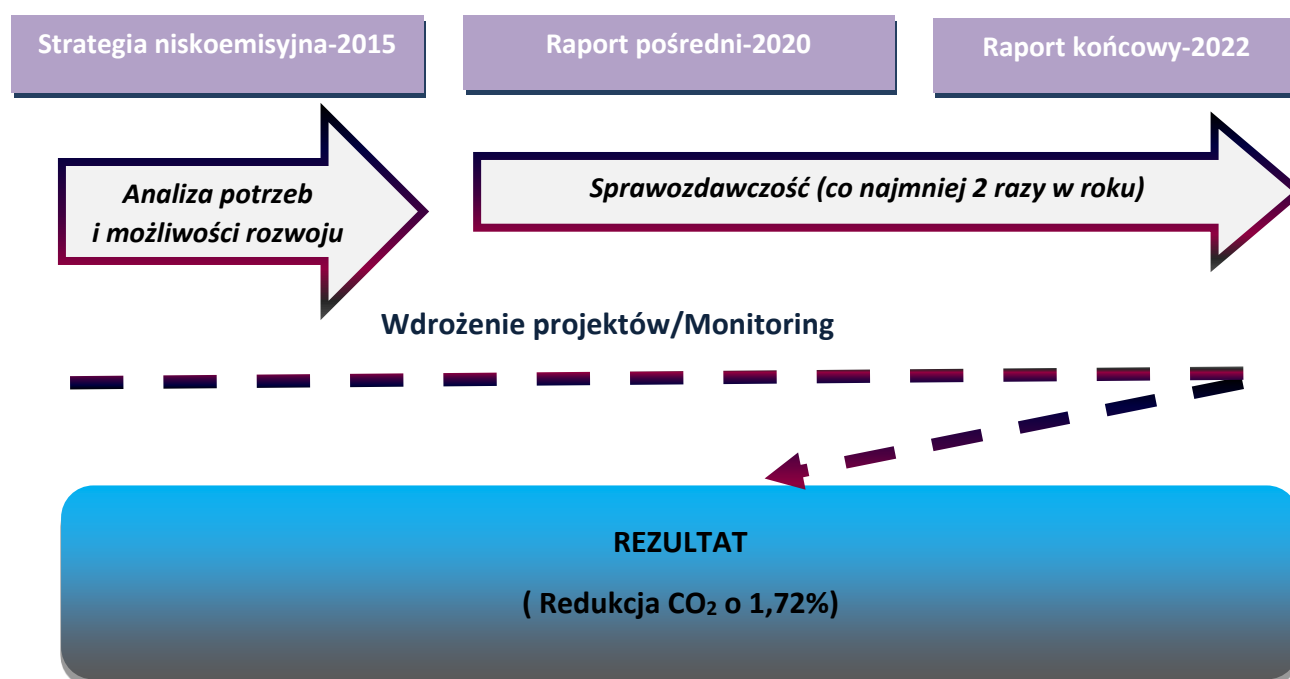 Strategia niskoemisyjna-2015
Raport pośredni-2020
Raport końcowy-2022
Analiza potrzeb
i możliwości rozwoju
Sprawozdawczość (co najmniej 2 razy w roku)
Wdrożenie projektów/Monitoring
REZULTAT
( Redukcja CO₂ o 1,72%)